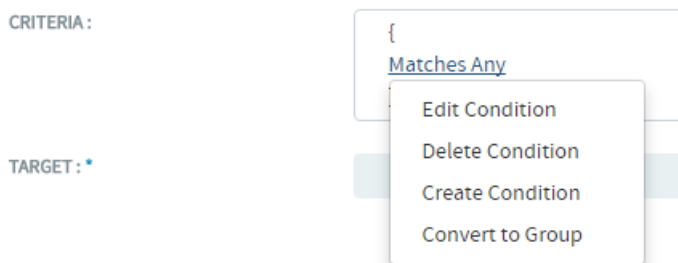 CRITERIA:
{
Matches Any
Edit Condition
Delete Condition
TARGET: *
Create Condition
Convert to Group